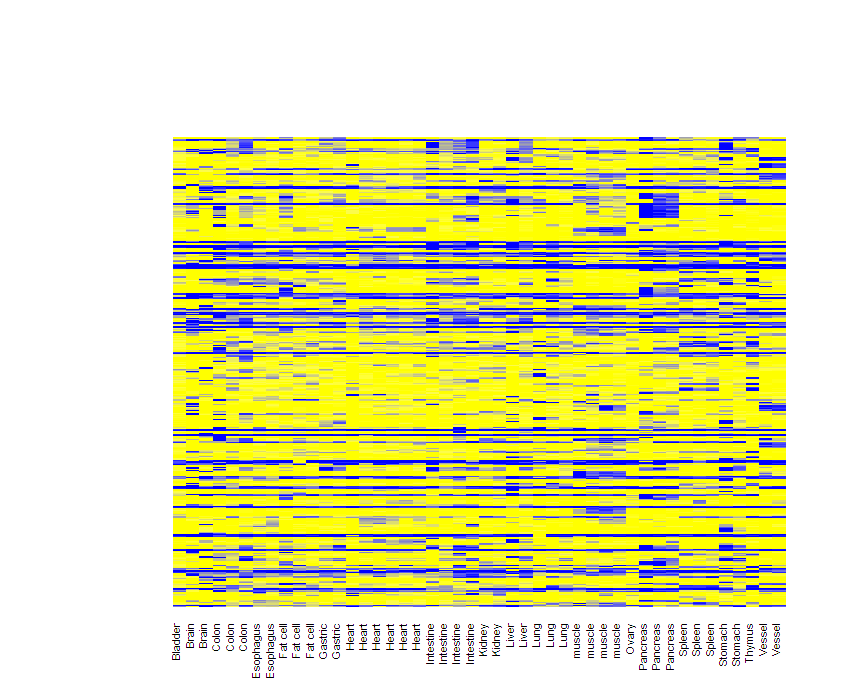 Bladder
Brain
Brain
Colon
Colon
Colon
Esophagus
Esophagus
Fat cell
Fat cell
Fat cell
Gastric
Gastric
Heart
Heart
Heart
Heart
Heart
Heart
Intestine
Intestine
Intestine
Intestine
Kidney
Kidney
Liver
Liver
Lung
Lung
Lung
muscle
muscle
muscle
muscle
Ovary
Pancreas
Pancreas
Pancreas
Spleen
Spleen
Spleen
Stomach
Stomach
Thymus
Vessel
Vessel